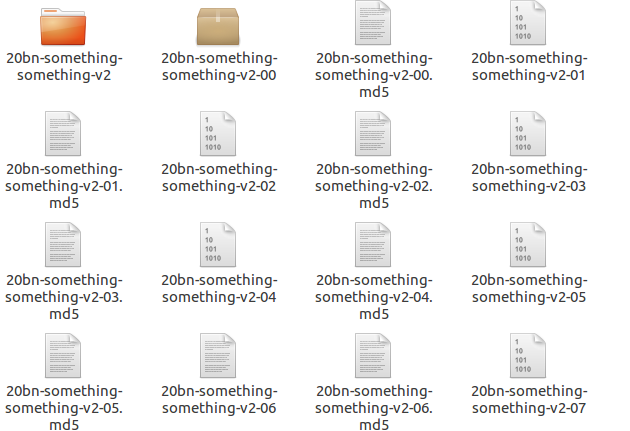 20bn-something-
something-v2
20bn-something-
something-v2-00
20bn-something-
something-v2-00.
md5
1
10
101
1010
20bn-something-
something-v2-01
20bn-something-
something-v2-01.
md5
1
10
101
1010
20bn-something-
something-v2-02
20bn-something-
something-v2-02.
md5
1
10
101
1010
20bn-something-
something-v2-03
20bn-something-
something-v2-03.
md5
1
10
101
1010
20bn-something-
something-v2-04
20bn-something-
something-v2-04.
md5
1
10
101
1010
20bn-something-
something-v2-05
20bn-something-
something-v2-05.
md5
20bn-something-
something-v2-06
20bn-something-
something-v2-06.
md5
1
10
101
1010
20bn-something-
something-v2-07